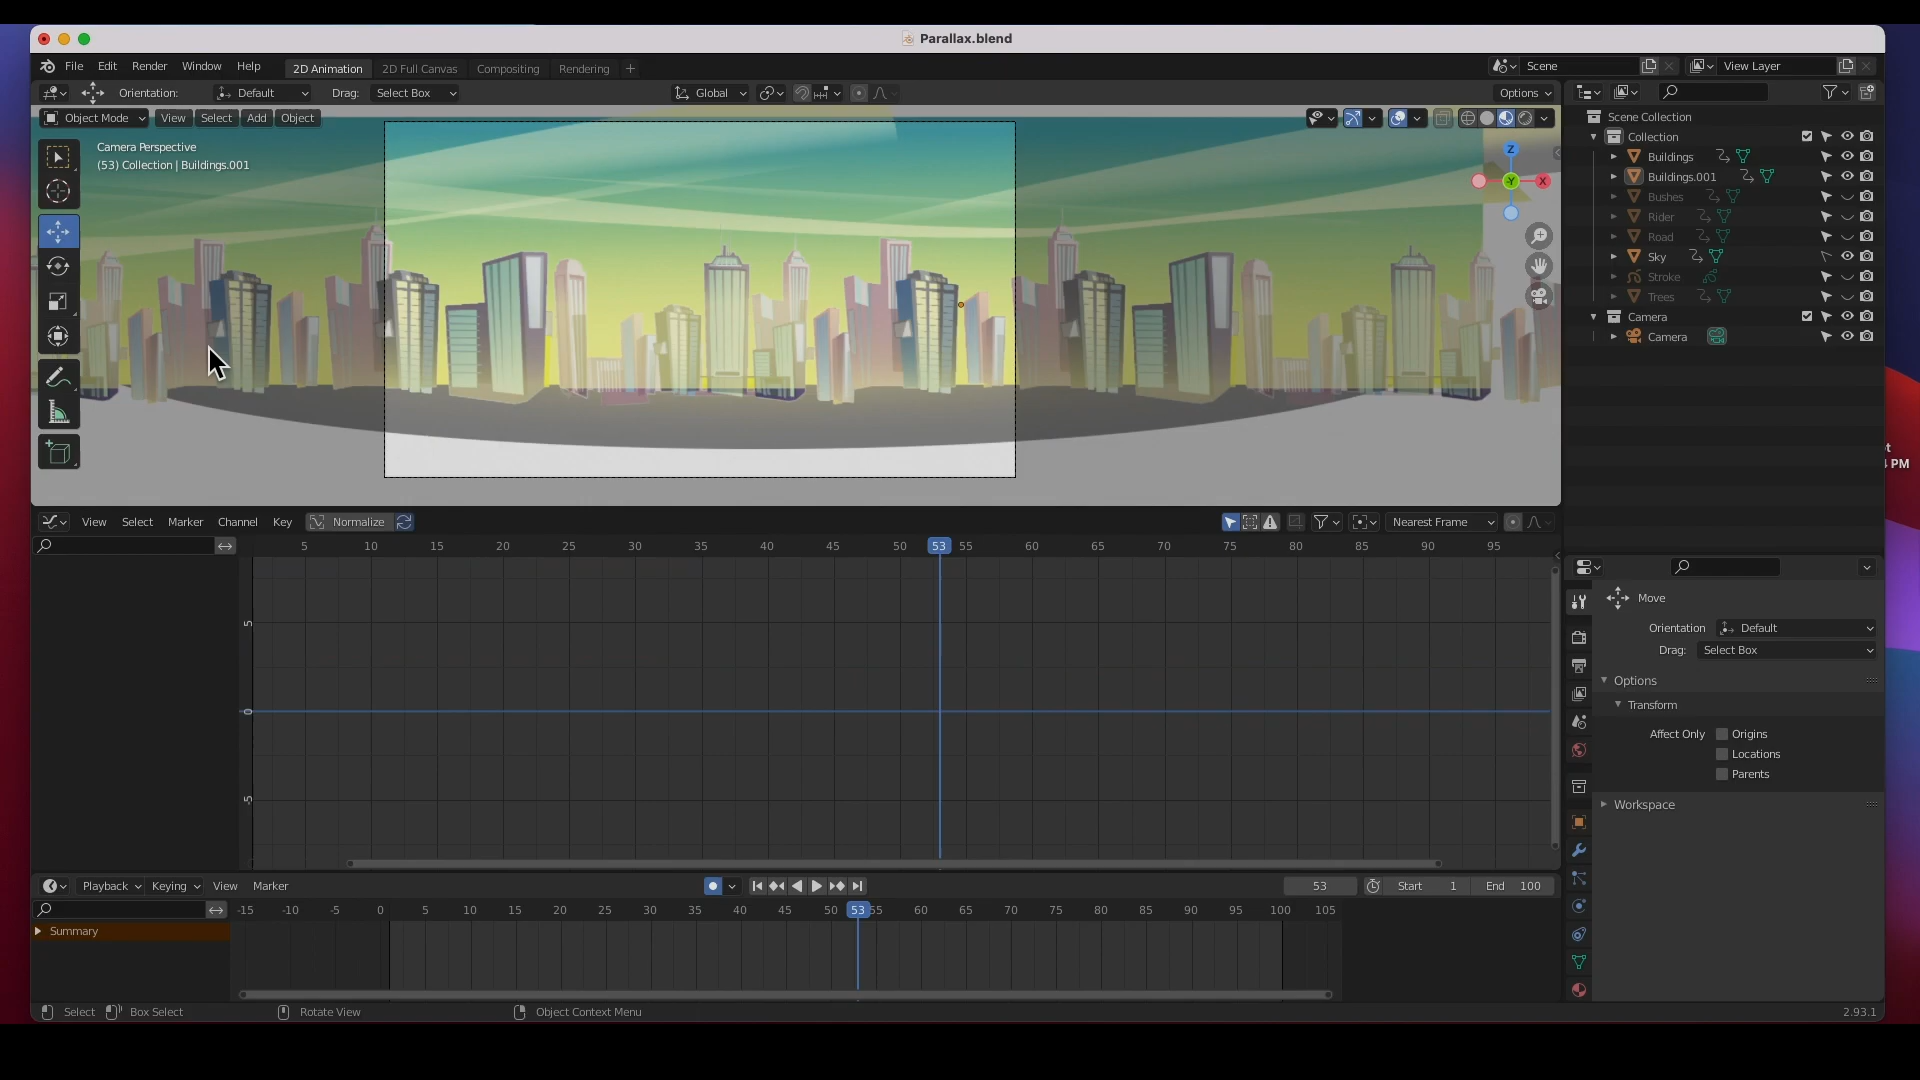 Parallax.blend
File Edit Render Window Help 2D Animation 2D Full Canvas Compositing Rendering + Scene View Layer
Orientation: Default Drag: Select Box Global Options
Object Mode View Select Add Object
Camera Perspective
(53) Collection | Buildings.001
Z
-Y
X
Scene Collection
Collection
Buildings
Buildings.001
Bushes
Rider
Road
Sky
Stroke
Trees
Camera
Camera
t
PM
View Select Marker Channel Key Normalize Nearest Frame
5 10 15 20 25 30 35 40 45 50 53 55 60 65 70 75 80 85 90 95
5
0
-5
Move
Orientation Default
Drag: Select Box
Options
Transform
Affect Only Origins
Locations
Parents
Workspace
Playback Keying View Marker 53 Start 1 End 100
-15 -10 -5 0 5 10 15 20 25 30 35 40 45 50 53 55 60 65 70 75 80 85 90 95 100 105
Summary
Select Box Select Rotate View Object Context Menu 2.93.1